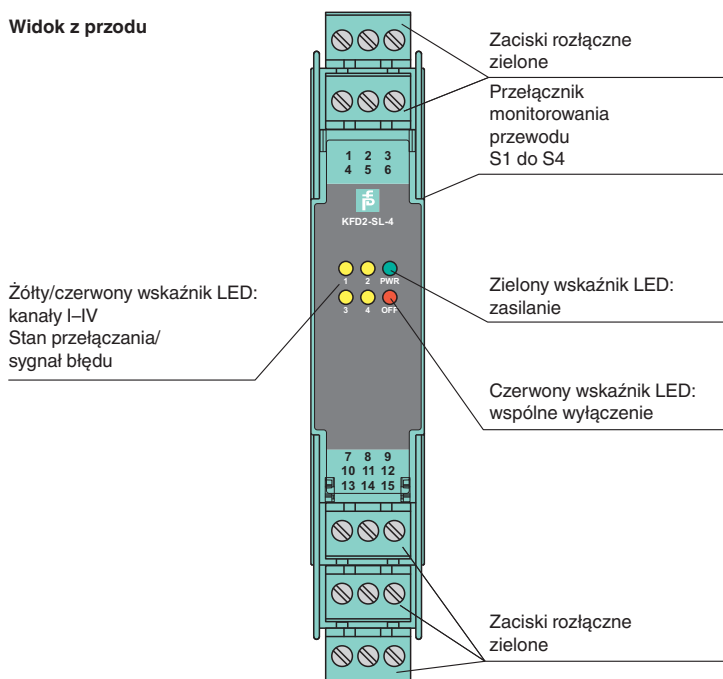 Widok z przodu
Zaciski rozłączne
zielone
Przełącznik
monitorowania
przewodu
S1 do S4
1 2 3
4 5 6
KFD2-SL-4
1 2 PWR
3 4 OFF
Żółty/czerwony wskaźnik LED:
kanały I–IV
Stan przełączania/
sygnał błędu
Zielony wskaźnik LED:
zasilanie
Czerwony wskaźnik LED:
wspólne wyłączenie
7 8 9
10 11 12
13 14 15
Zaciski rozłączne
zielone